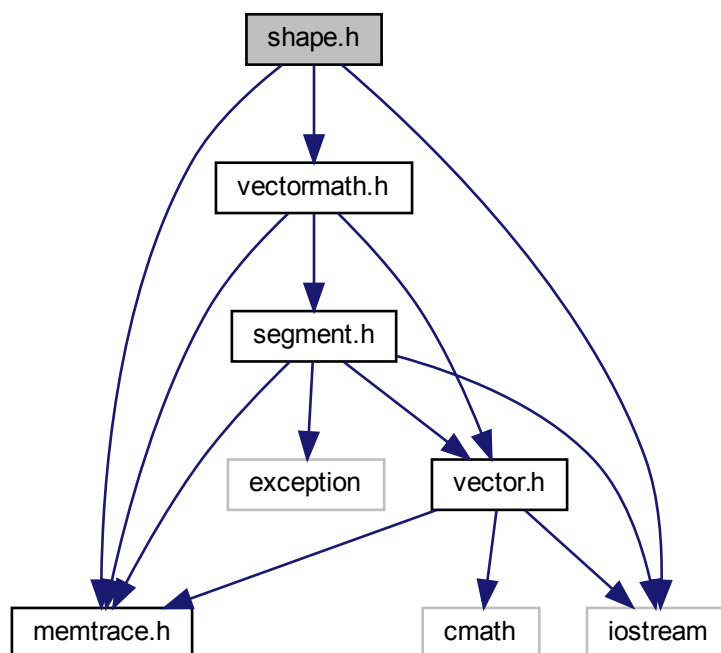 shape.h
vectormath.h
segment.h
exception
vector.h
memtrace.h
cmath
iostream